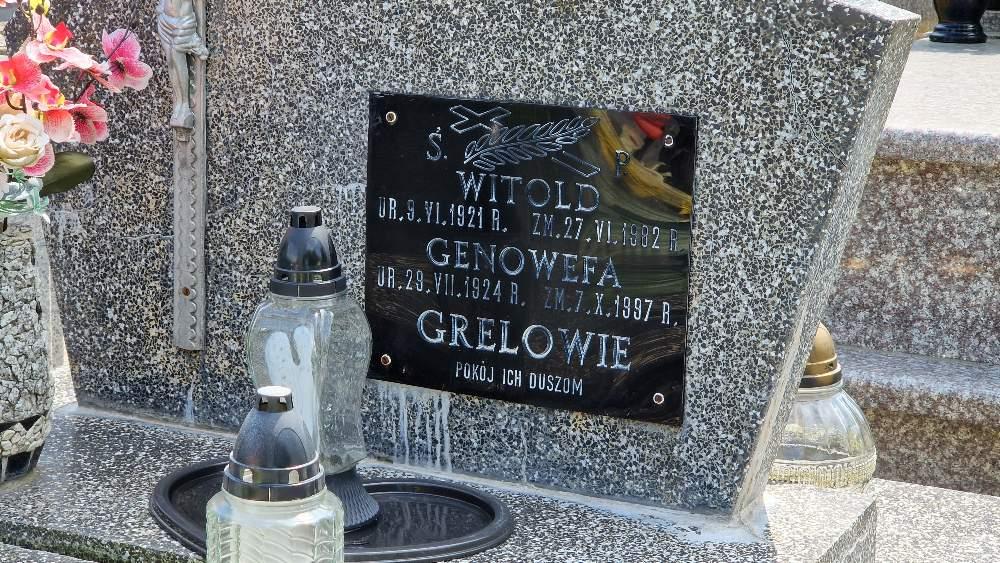 Ś. P
WITOLD
UR. 9. VI. 1921 R. ZM. 27. VI. 1982 R
GENOWEFA
UR. 29. VII. 1924 R. ZM. 7. X. 1997 R.
GRELOWIE
POKÓJ ICH DUSZOM